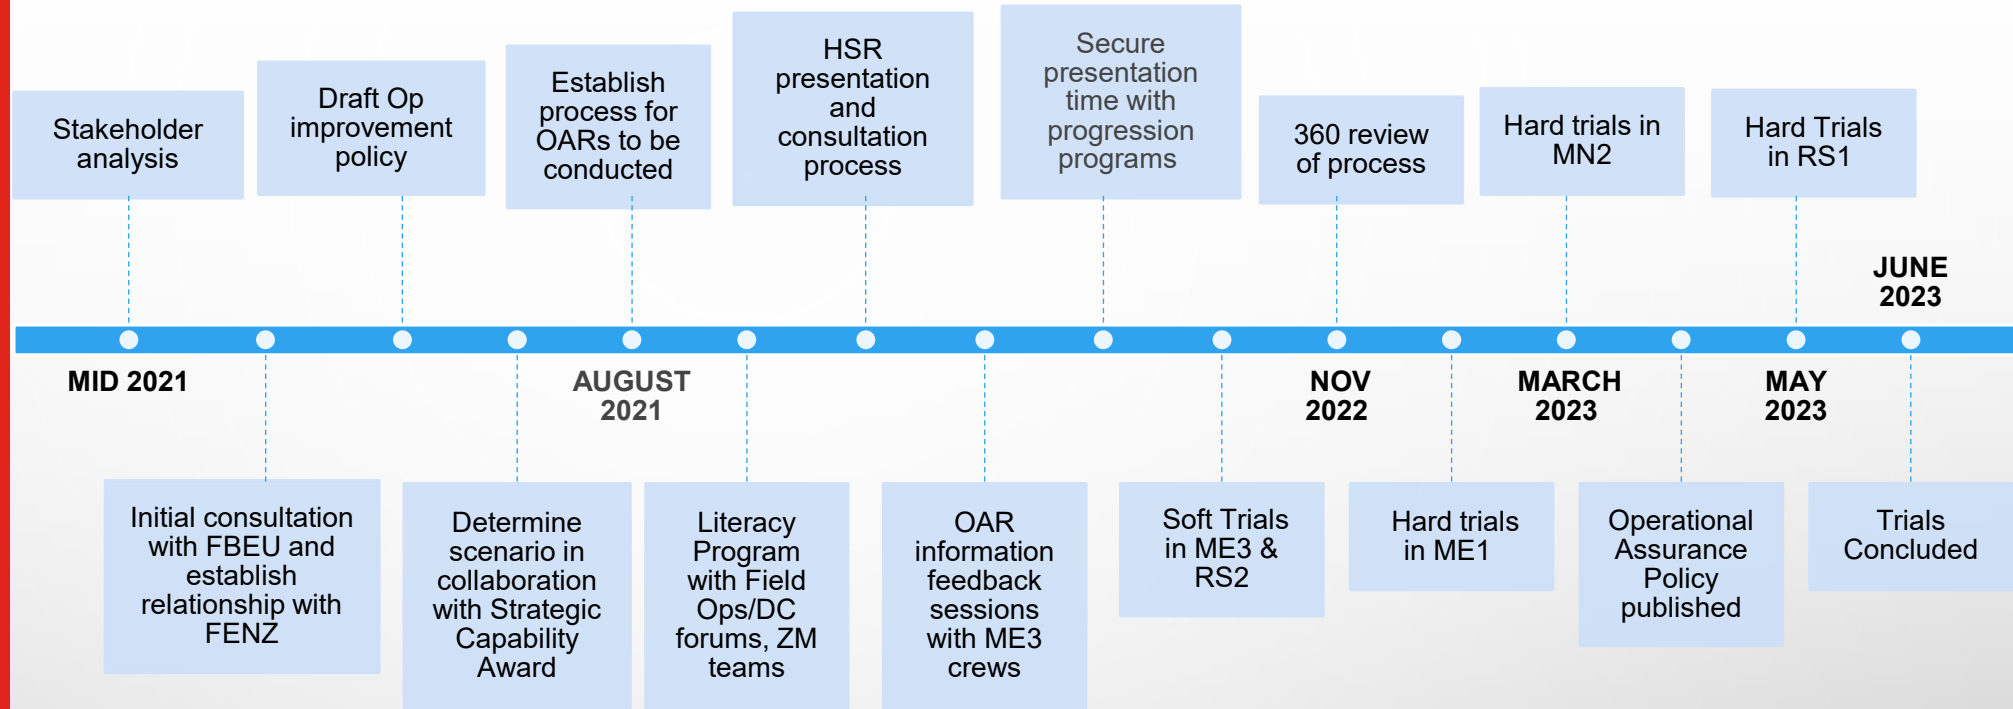 Stakeholder
analysis
Draft Op
improvement
policy
Establish
process for
OARs to be
conducted
HSR
presentation
and
consultation
process
Secure
presentation
time with
progression
programs
360 review
of process
Hard trials in
MN2
Hard Trials
in RS1
JUNE
2023
MID 2021
AUGUST
2021
NOV
2022
MARCH
2023
MAY
2023
Initial consultation
with FBEU and
establish
relationship with
FENZ
Determine
scenario in
collaboration
with Strategic
Capability
Award
Literacy
Program
with Field
Ops/DC
forums, ZM
teams
OAR
information
feedback
sessions
with ME3
crews
Soft Trials
in ME3 &
RS2
Hard trials
in ME1
Operational
Assurance
Policy
published
Trials
Concluded